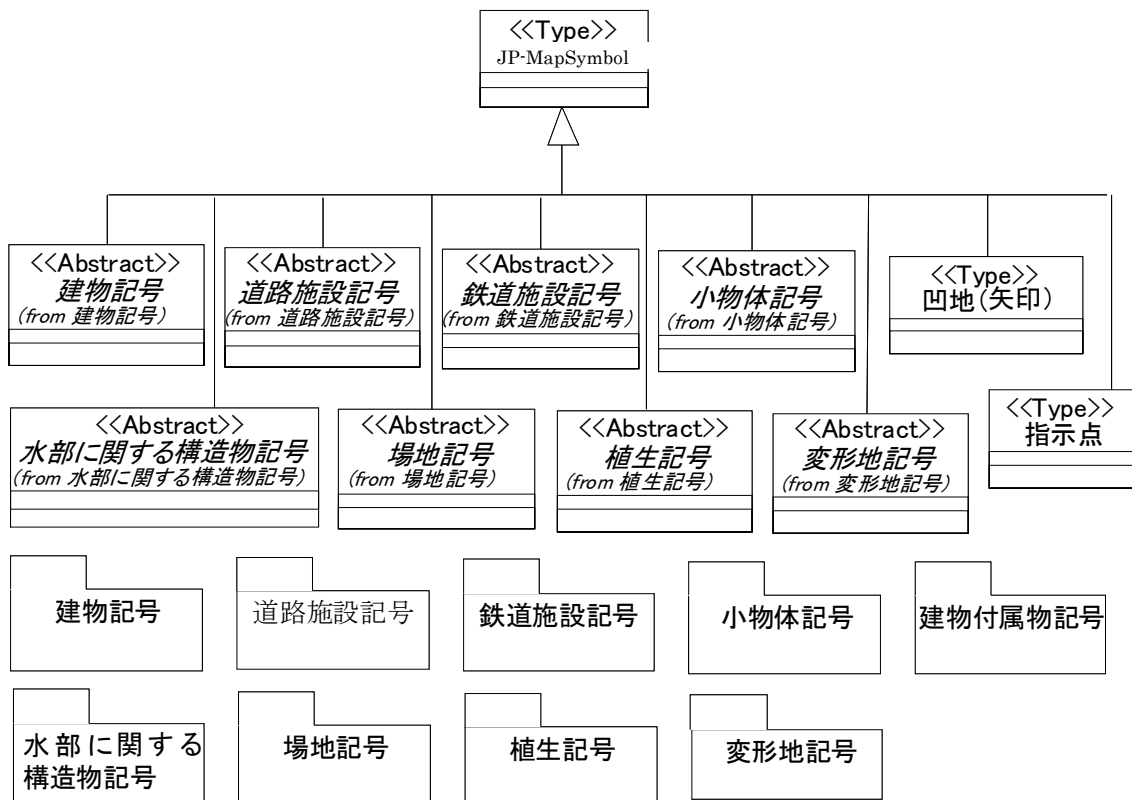 <<Type>>
JP-MapSymbol
<<Abstract>>
建物記号
(from 建物記号)
<<Abstract>>
道路施設記号
(from 道路施設記号)
<<Abstract>>
鉄道施設記号
(from 鉄道施設記号)
<<Abstract>>
小物体記号
(from 小物体記号)
<<Type>>
凹地(矢印)
<<Abstract>>
水部に関する構造物記号
(from 水部に関する構造物記号)
<<Abstract>>
場地記号
(from 場地記号)
<<Abstract>>
植生記号
(from 植生記号)
<<Abstract>>
変形地記号
(from 変形地記号)
<<Type>>
指示点
建物記号
道路施設記号
鉄道施設記号
小物体記号
建物付属物記号
水部に関する
構造物記号
場地記号
植生記号
変形地記号